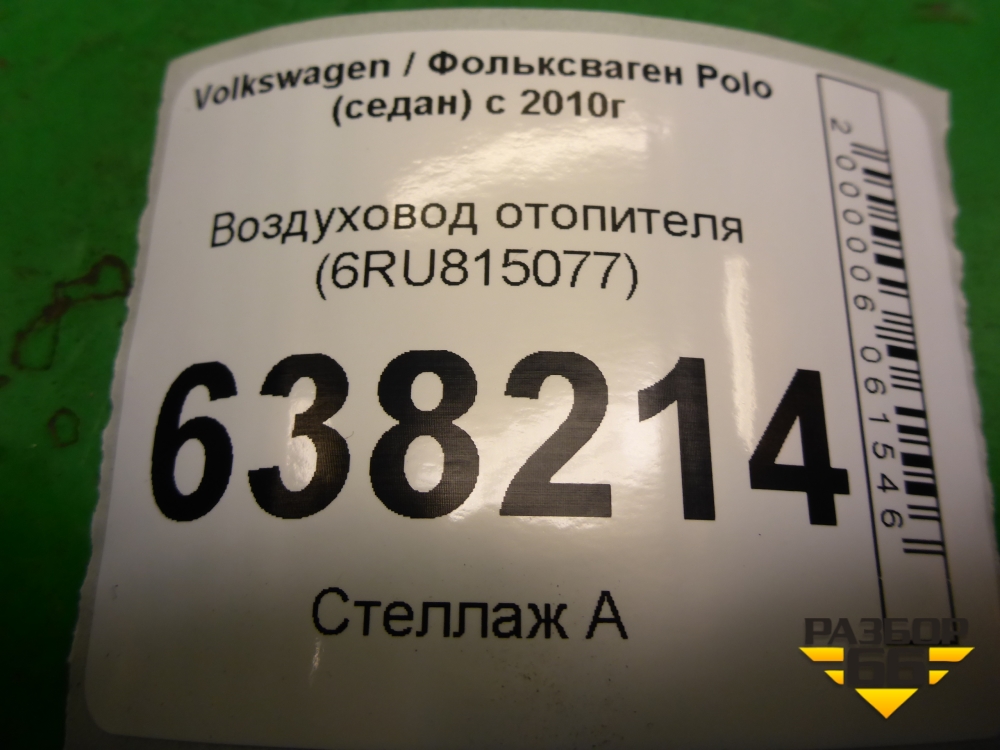 Volkswagen / Фольксваген Polo
(седан) с 2010г
Воздуховод отопителя
(6RU815077)
638214
Стеллаж А
2000006061546
РАЗБОР
66